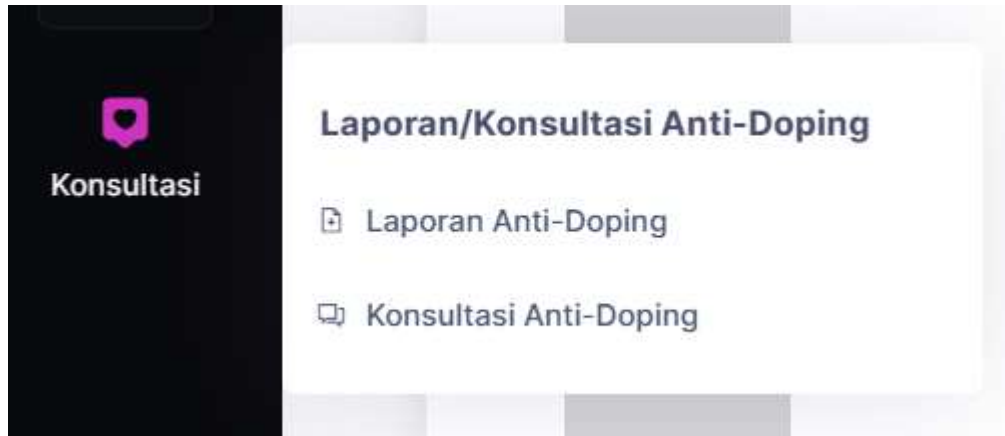 Konsultasi
Laporan/Konsultasi Anti-Doping
Laporan Anti-Doping
Konsultasi Anti-Doping